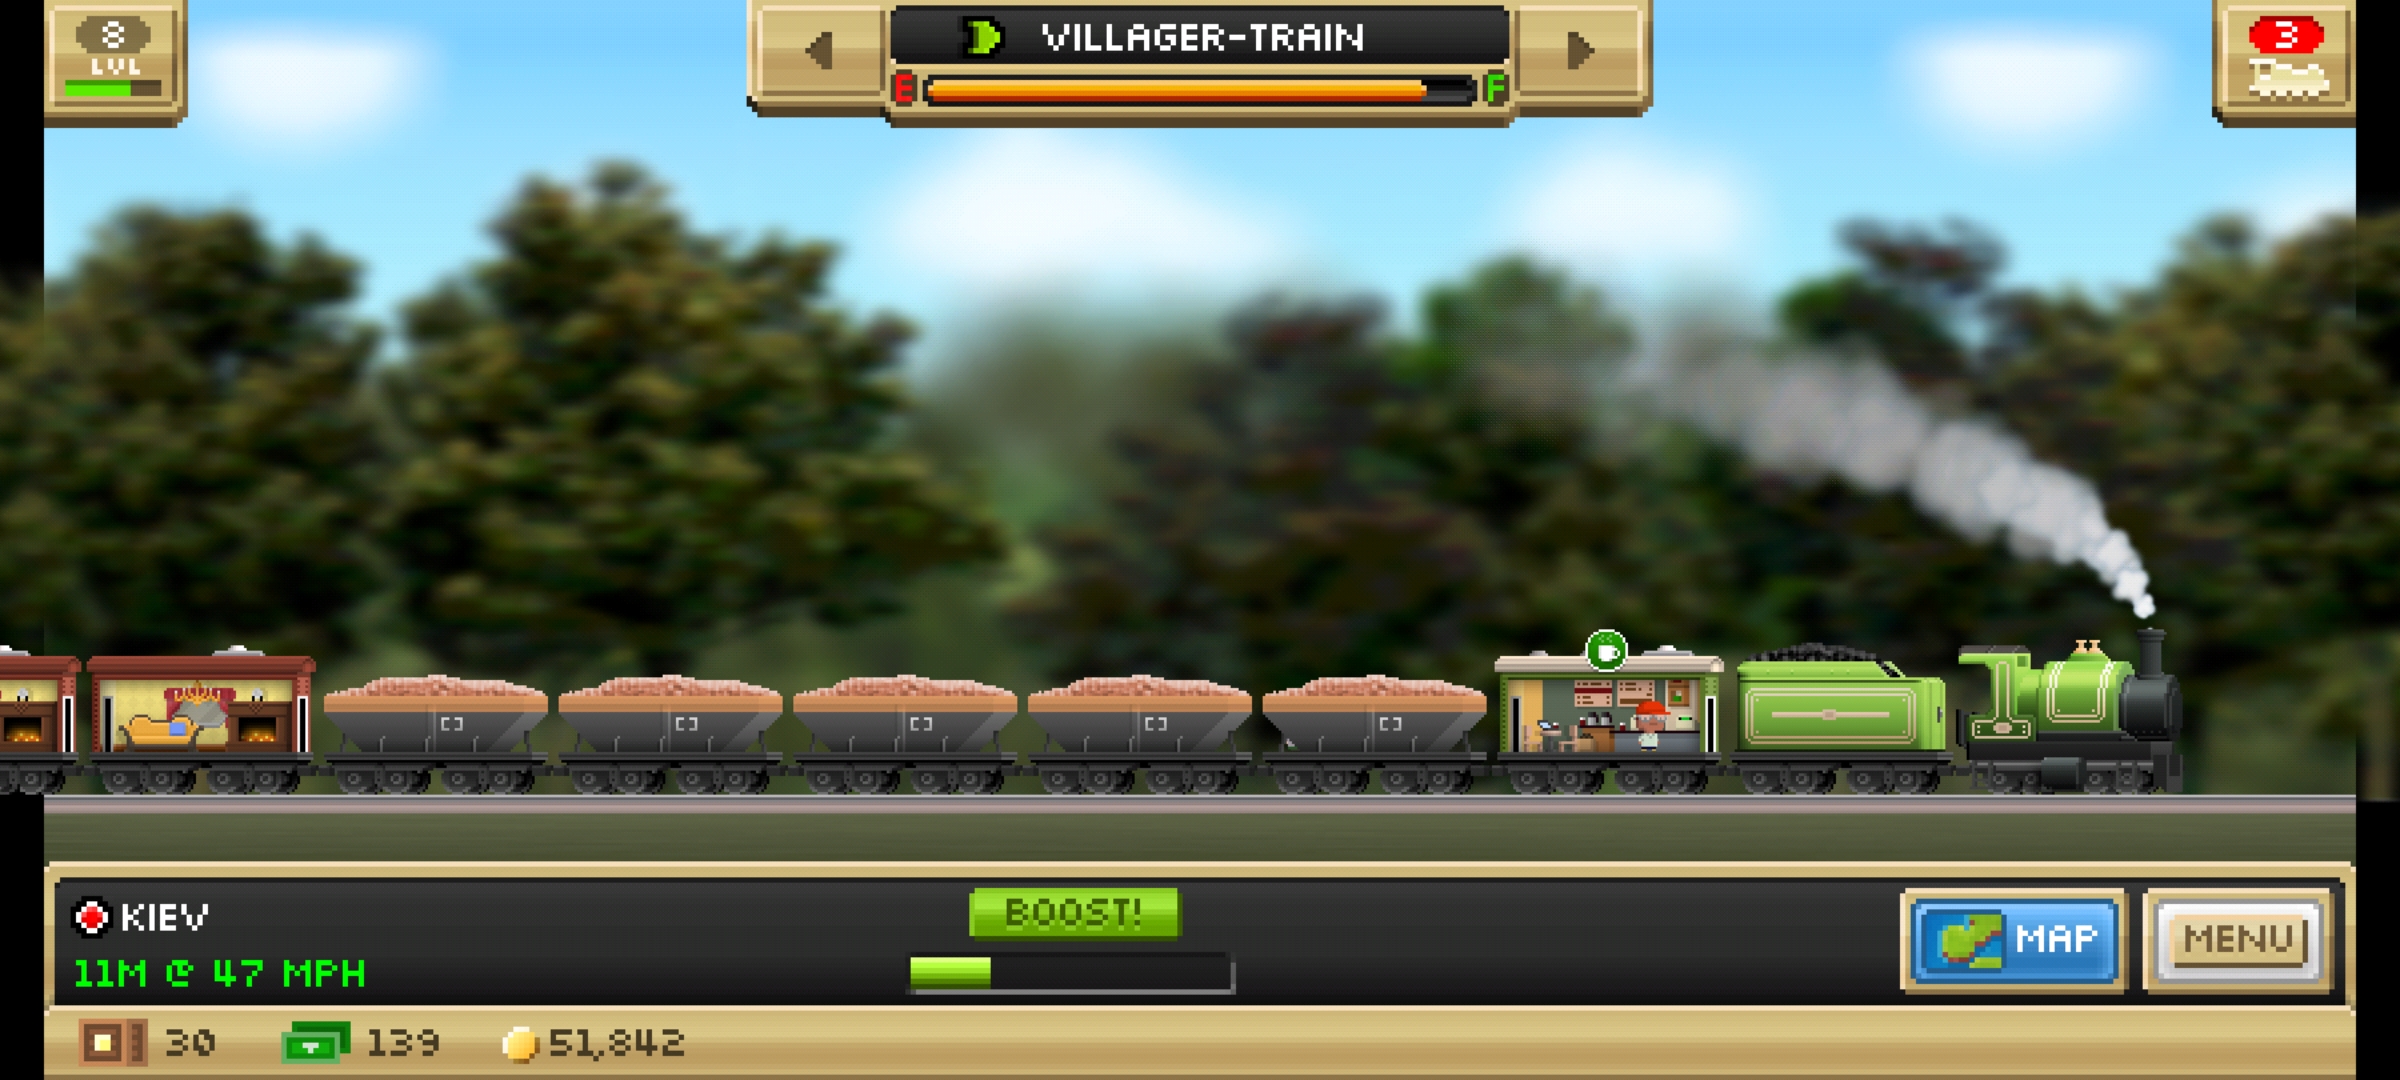 8
LVL
VILLAGER-TRAIN
E F
3
KIEV
11M @ 47 MPH
BOOST!
MAP
MENU
30
139
51,842